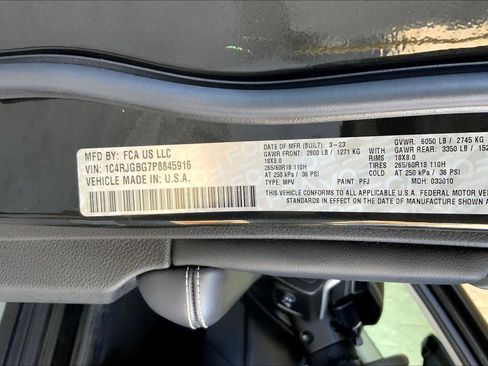 MFD BY: FCA US LLC
VIN: 1C4RJGBG7P8845916
VEHICLE MADE IN U.S.A.
DATE OF MFR (BUILT): 3-23
GAWR FRONT: 2800 LB / 1271 KG
18X8.0
265/60R18 110H
AT 250 kPa / 36 PSI
TYPE: MPV PAINT: PFJ
THIS VEHICLE CONFORMS TO ALL APPLICABLE U.S.A. FEDERAL MOTOR VEH
STANDARDS IN EFFECT ON THE DATE OF MANUFACTURE SHOWN A
GVWR: 6050 LB / 2745 KG
GAWR REAR: 3350 LB / 152
RIMS 18X8.0
TIRES 265/60R18 110H
COLD AT 250 kPa / 36 PSI
MDH: 033010